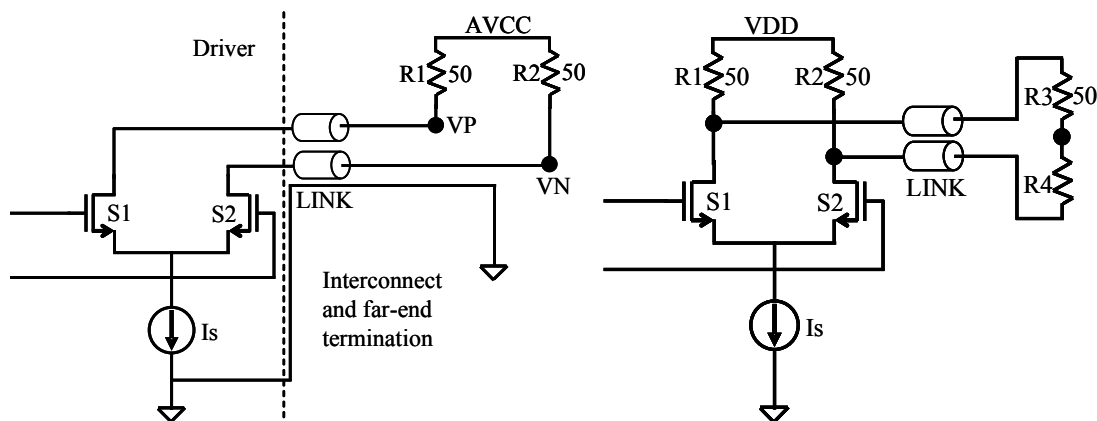 Driver
AVCC
R1 50
R2 50
VP
VN
LINK
S1
S2
Is
Interconnect
and far-end
termination
VDD
R1 50
R2 50
R3 50
R4
LINK
S1
S2
Is